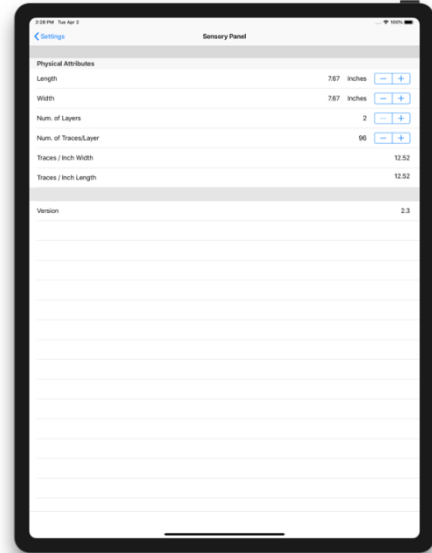 2:28 PM Tue Apr 2 100%
Settings Sensory Panel
Physical Attributes
Length 7.67 inches − +
Width 7.67 inches − +
Num. of Layers 2 − +
Num. of Traces/Layer 96 − +
Traces / Inch Width 12.52
Traces / Inch Length 12.52
Version 2.3